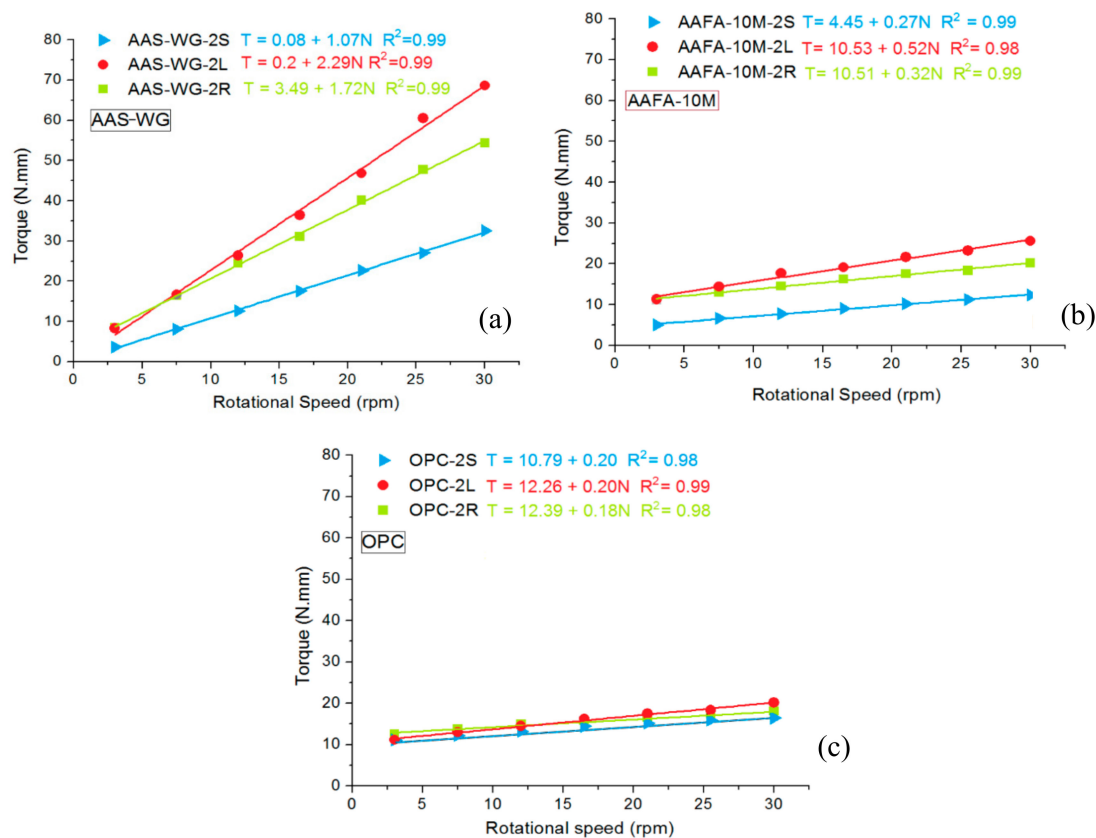 AAS-WG-2S T = 0.08 + 1.07N R²=0.99
AAS-WG-2L T = 0.2 + 2.29N R²=0.99
AAS-WG-2R T = 3.49 + 1.72N R²=0.99
AAS-WG
80
70
60
50
40
30
20
10
0
Torque (N.mm)
0 5 10 15 20 25 30
Rotational Speed (rpm)
(a)
AAFA-10M-2S T= 4.45 + 0.27N R² = 0.99
AAFA-10M-2L T= 10.53 + 0.52N R² = 0.98
AAFA-10M-2R T= 10.51 + 0.32N R² = 0.99
AAFA-10M
80
70
60
50
40
30
20
10
0
Torque (N.mm)
0 5 10 15 20 25 30
Rotational Speed (rpm)
(b)
OPC-2S T = 10.79 + 0.20 R² = 0.98
OPC-2L T = 12.26 + 0.20N R² = 0.99
OPC-2R T = 12.39 + 0.18N R² = 0.98
OPC
80
70
60
50
40
30
20
10
0
Torque (N.mm)
0 5 10 15 20 25 30
Rotational speed (rpm)
(c)